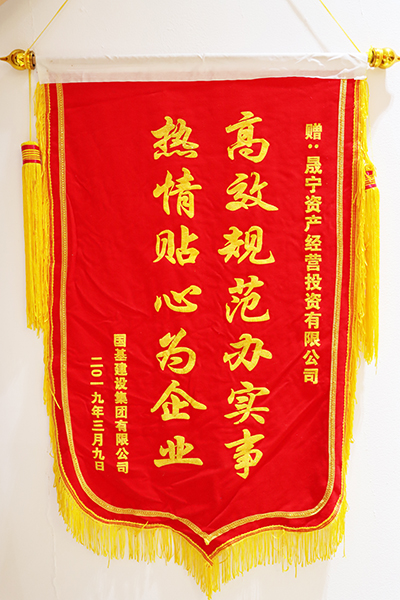 赠：晟宁资产经营投资有限公司
高效规范办实事
热情贴心为企业
国基建设集团有限公司
二〇一九年三月九日